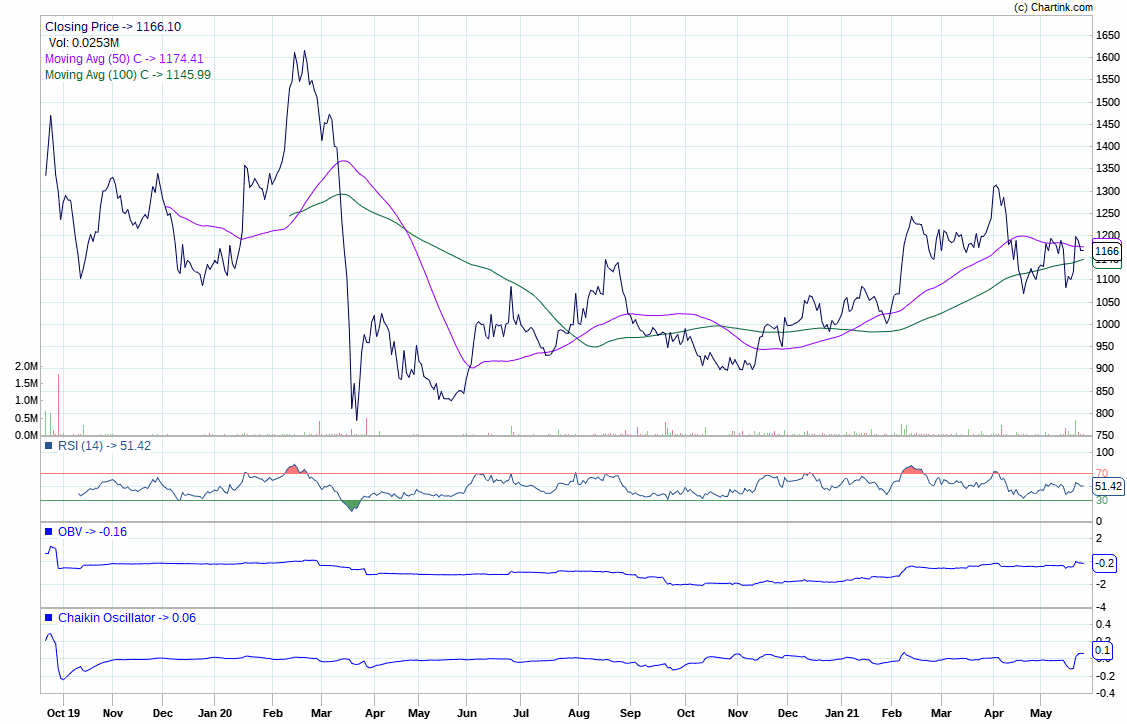 (c) Chartink.com
Closing Price -> 1166.10
Vol: 0.0253M
Moving Avg (50) C -> 1174.41
Moving Avg (100) C -> 1145.99
1650
1600
1550
1500
1450
1400
1350
1300
1250
1200
1166
1100
1050
1000
950
900
850
800
750
2.0M
1.5M
1.0M
0.5M
0.0M
RSI (14) -> 51.42
100
70
51.42
30
0
OBV -> -0.16
2
-0.2
-2
-4
Chaikin Oscillator -> 0.06
0.4
0.2
0.1
0.0
-0.2
-0.4
Oct 19 Nov Dec Jan 20 Feb Mar Apr May Jun Jul Aug Sep Oct Nov Dec Jan 21 Feb Mar Apr May